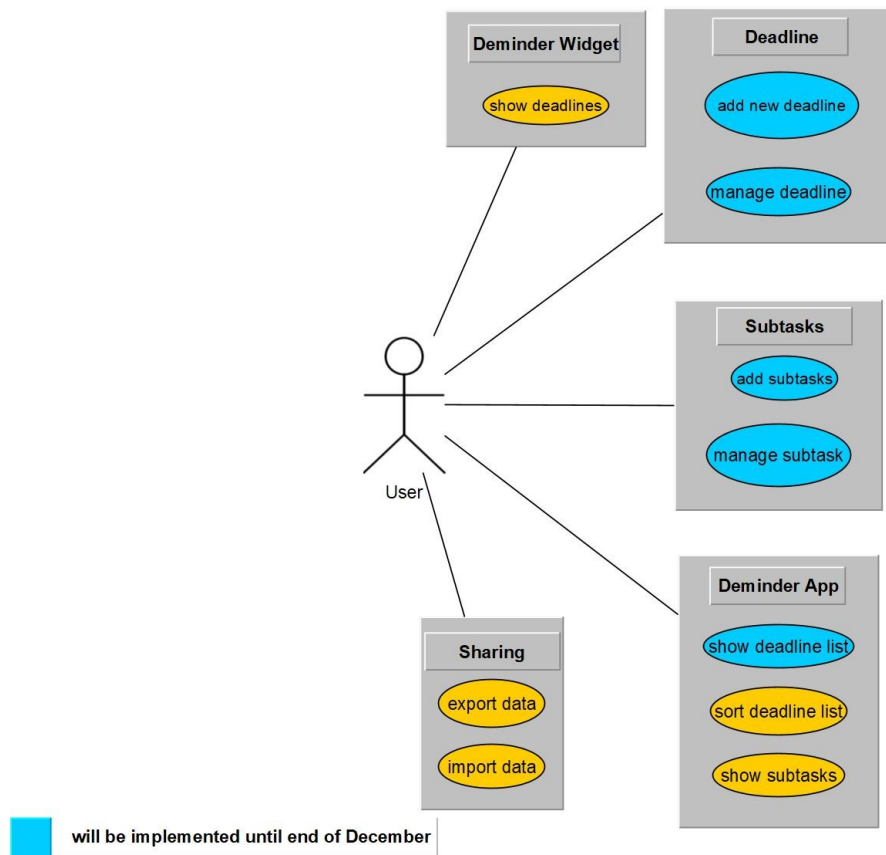 Deminder Widget
show deadlines
Deadline
add new deadline
manage deadline
Subtasks
add subtasks
manage subtask
User
Deminder App
show deadline list
sort deadline list
show subtasks
Sharing
export data
import data
will be implemented until end of December